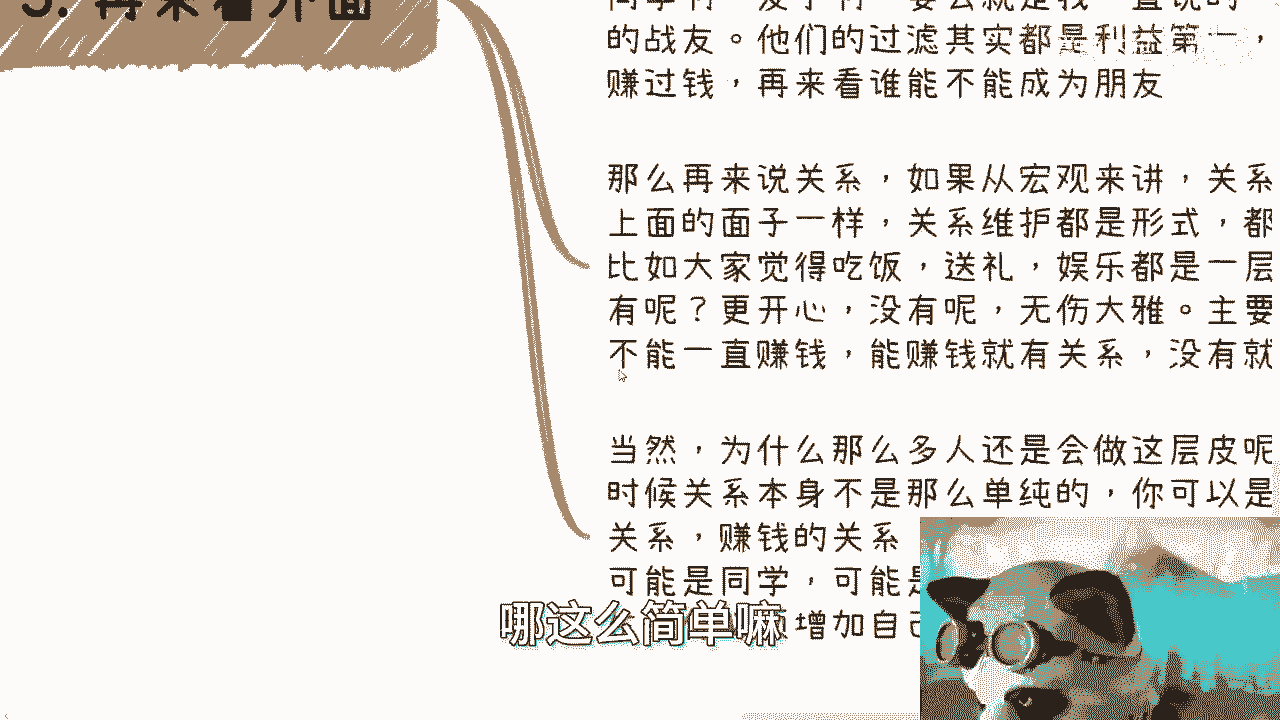 3. 再来看外面
的战友。他们的过滤其实都是利益第一，
赚过钱，再来看谁能不能成为朋友
那么再来说关系，如果从宏观来讲，关系
上面的面子一样，关系维护都是形式，都
比如大家觉得吃饭，送礼，娱乐都是一层
有呢？更开心，没有呢，无伤大雅。主要
不能一直赚钱，能赚钱就有关系，没有就
当然，为什么那么多人还是会做这层皮呢
时候关系本身不是那么单纯的，你可以是
关系，赚钱的关系
可能是同学，可能是
增加自己
哪这么简单嘛